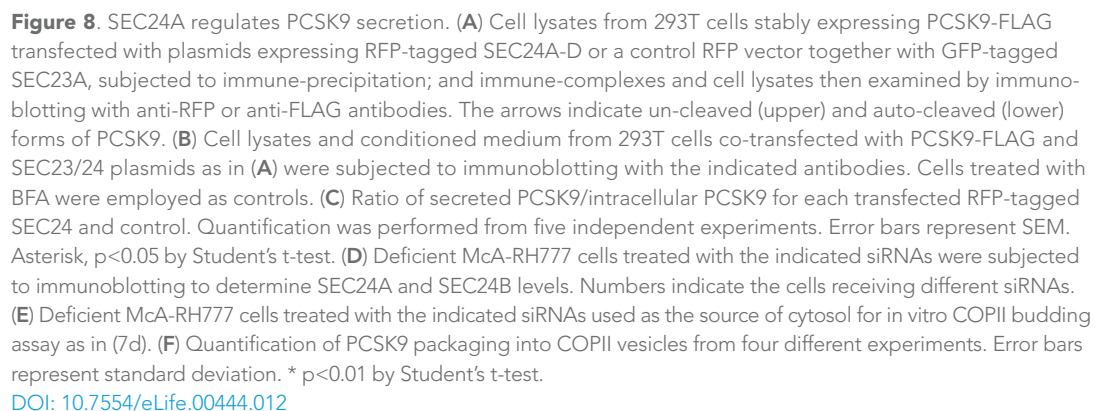 Figure 8. SEC24A regulates PCSK9 secretion. (A) Cell lysates from 293T cells stably expressing PCSK9-FLAG
transfected with plasmids expressing RFP-tagged SEC24A-D or a control RFP vector together with GFP-tagged
SEC23A, subjected to immune-precipitation; and immune-complexes and cell lysates then examined by immuno-
blotting with anti-RFP or anti-FLAG antibodies. The arrows indicate un-cleaved (upper) and auto-cleaved (lower)
forms of PCSK9. (B) Cell lysates and conditioned medium from 293T cells co-transfected with PCSK9-FLAG and
SEC23/24 plasmids as in (A) were subjected to immunoblotting with the indicated antibodies. Cells treated with
BFA were employed as controls. (C) Ratio of secreted PCSK9/intracellular PCSK9 for each transfected RFP-tagged
SEC24 and control. Quantification was performed from five independent experiments. Error bars represent SEM.
Asterisk, p<0.05 by Student's t-test. (D) Deficient McA-RH777 cells treated with the indicated siRNAs were subjected
to immunoblotting to determine SEC24A and SEC24B levels. Numbers indicate the cells receiving different siRNAs.
(E) Deficient McA-RH777 cells treated with the indicated siRNAs used as the source of cytosol for in vitro COPII budding
assay as in (7d). (F) Quantification of PCSK9 packaging into COPII vesicles from four different experiments. Error bars
represent standard deviation. * p<0.01 by Student's t-test.
DOI: 10.7554/eLife.00444.012